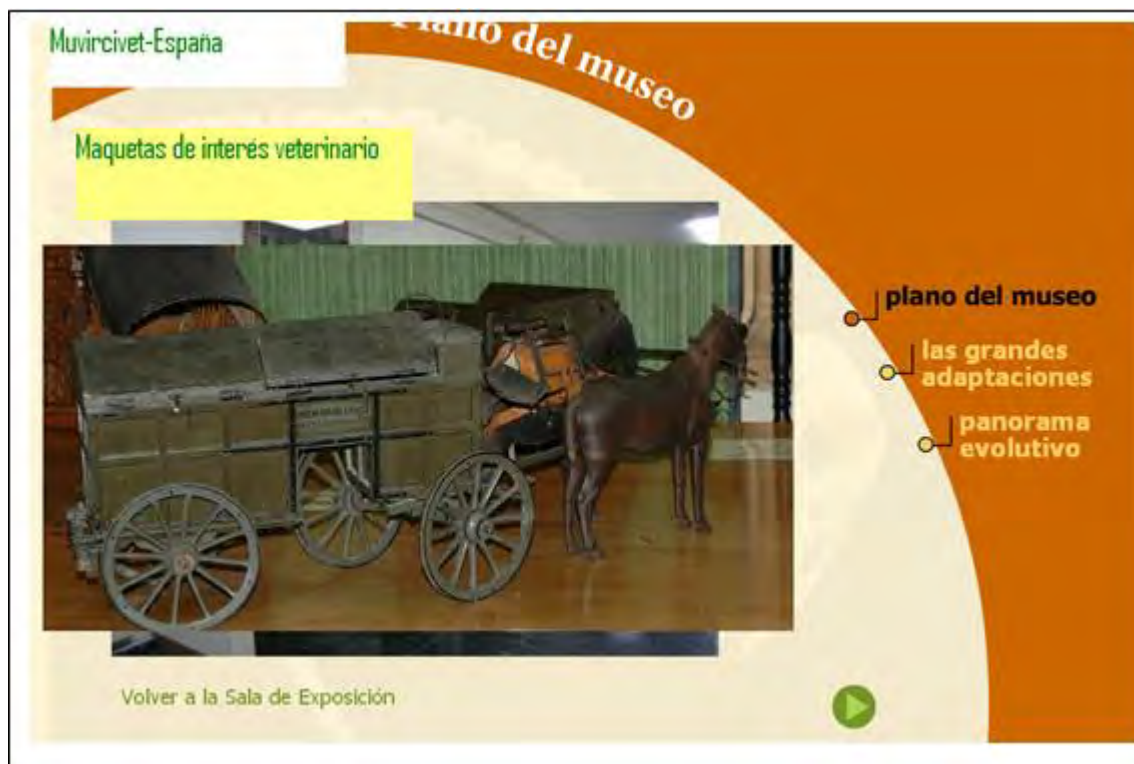 Muvircivet-España
Plano del museo
Maquetas de interés veterinario
plano del museo
las grandes
adaptaciones
panorama
evolutivo
Volver a la Sala de Exposición